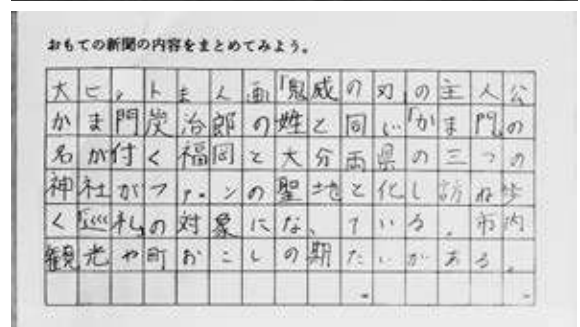 おもての新聞の内容をまとめてみよう。
大ヒットまんが「鬼威の刃」の主人公
かま門炭治郎の姓と同じ「かま門」の
名が付く福岡と大分両県の三つの
神社がファンの聖地と化し訪ね歩
く「巡礼」の対象になっている。市内
観光や町おこしの期たいがある。